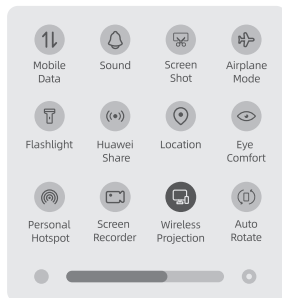 Mobile Data
Sound
Screen Shot
Airplane Mode
Flashlight
Huawei Share
Location
Eye Comfort
Personal Hotspot
Screen Recorder
Wireless Projection
Auto Rotate